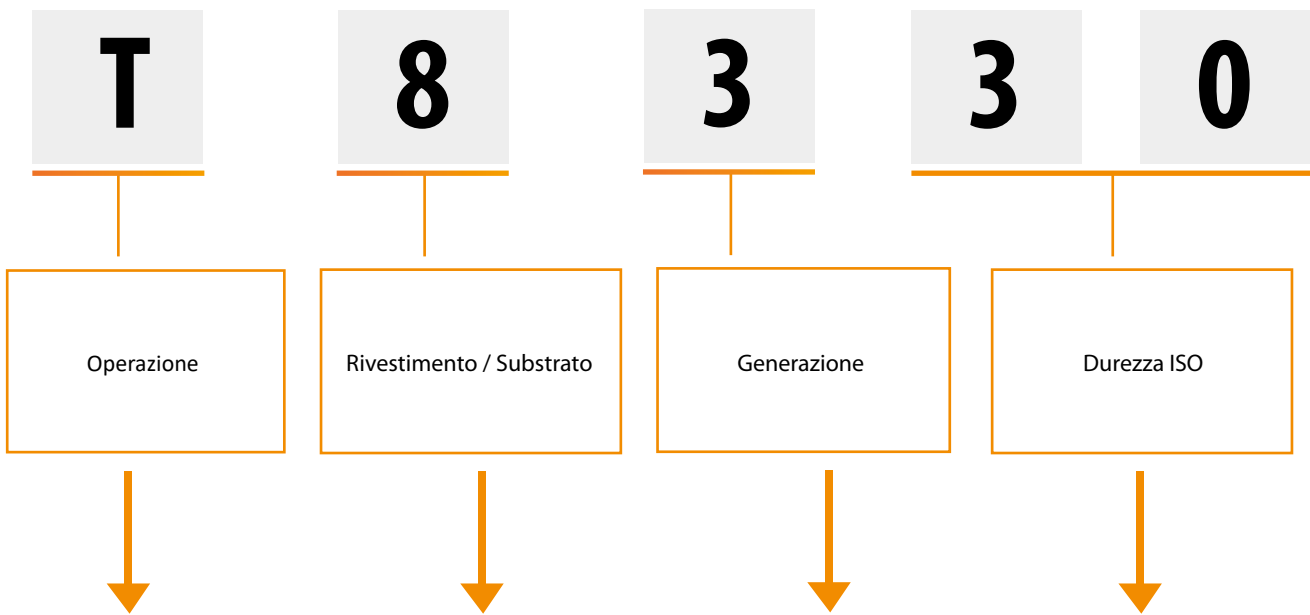 T 8 3 3 0
Operazione
Rivestimento / Substrato
Generazione
Durezza ISO